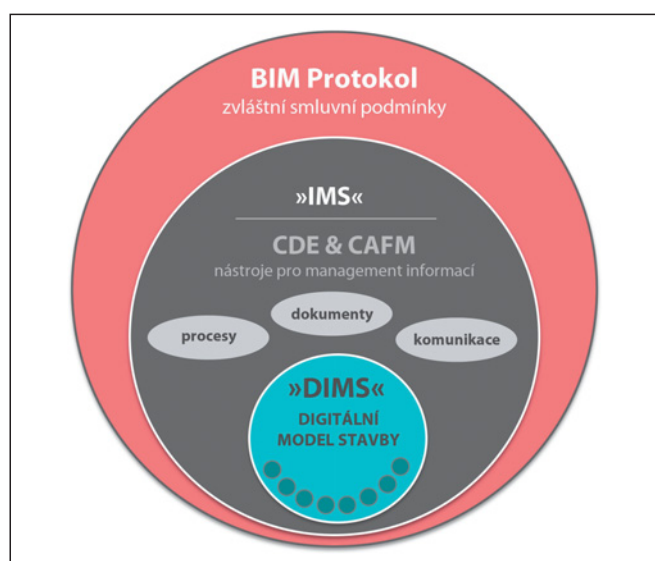 BIM Protokol
zvláštní smluvní podmínky
»IMS«
CDE & CAFM
nástroje pro management informací
dokumenty
procesy
komunikace
»DIMS«
DIGITÁLNÍ
MODEL STAVBY